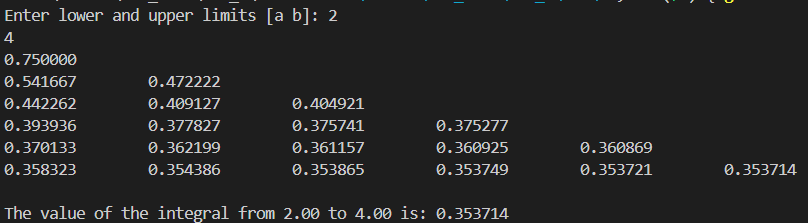 Enter lower and upper limits [a b]: 2
4
0.750000
0.541667 0.472222
0.442262 0.409127 0.404921
0.393936 0.377827 0.375741 0.375277
0.370133 0.362199 0.361157 0.360925 0.360869
0.358323 0.354386 0.353865 0.353749 0.353721 0.353714
The value of the integral from 2.00 to 4.00 is: 0.353714